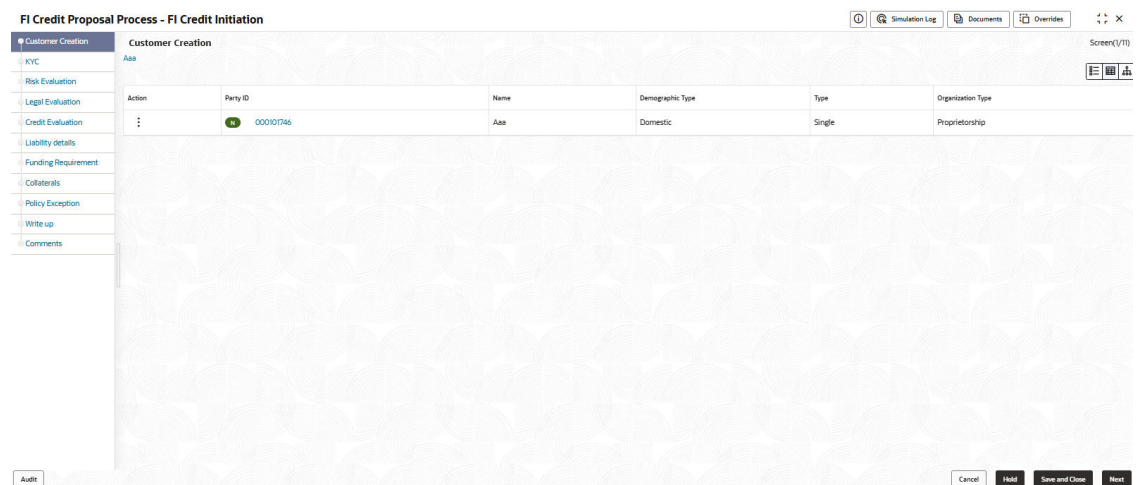 FI Credit Proposal Process - FI Credit Initiation
Simulation Log
Documents
Overrides
Customer Creation
Customer Creation
Screen(1/11)
KYC
Aaa
Risk Evaluation
Legal Evaluation
Action Party ID Name Demographic Type Type Organization Type
Credit Evaluation
N 000101746 Aaa Domestic Single Proprietorship
Liability details
Funding Requirement
Collaterals
Policy Exception
Write up
Comments
Audit
Cancel Hold Save and Close Next